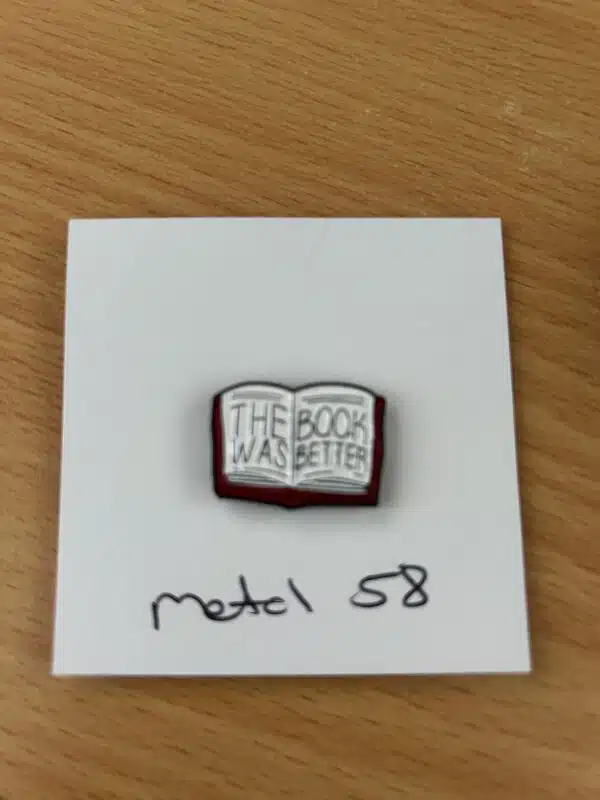 THE BOOK
WAS BETTER
metal 58